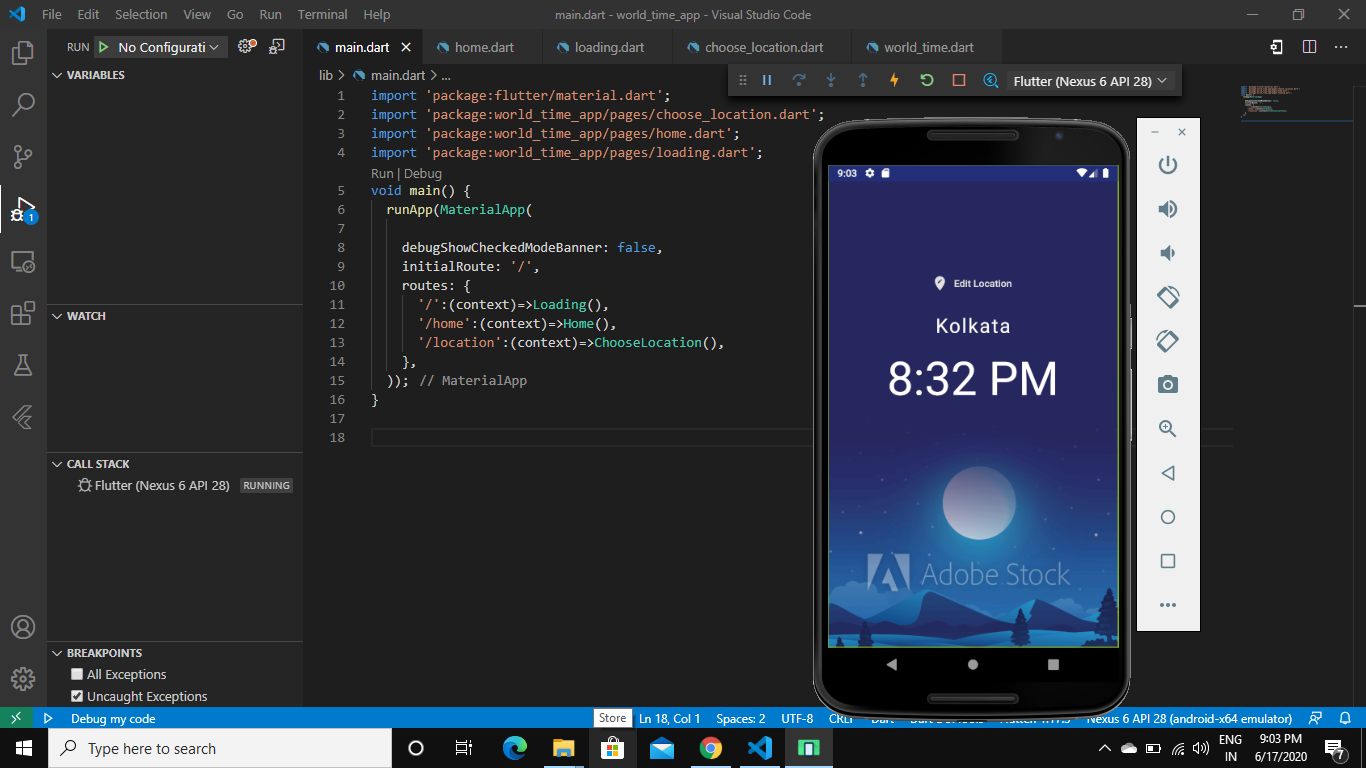 File Edit Selection View Go Run Terminal Help
main.dart - world_time_app - Visual Studio Code
RUN No Configurati
main.dart home.dart loading.dart choose_location.dart world_time.dart
VARIABLES
lib main.dart ...
Flutter (Nexus 6 API 28)
1 import 'package:flutter/material.dart';
2 import 'package:world_time_app/pages/choose_location.dart';
3 import 'package:world_time_app/pages/home.dart';
4 import 'package:world_time_app/pages/loading.dart';
Run | Debug
5 void main() {
6 runApp(MaterialApp(
7
8 debugShowCheckedModeBanner: false,
9 initialRoute: '/',
10 routes: {
11 '/':(context)=>Loading(),
12 '/home':(context)=>Home(),
13 '/location':(context)=>ChooseLocation(),
14 },
15 )); // MaterialApp
16 }
17
18
1
WATCH
CALL STACK
Flutter (Nexus 6 API 28) RUNNING
BREAKPOINTS
All Exceptions
Uncaught Exceptions
9:03
Edit Location
Kolkata
8:32 PM
Adobe Stock
Debug my code
Store
Ln 18, Col 1 Spaces: 2 UTF-8 CRLF Dart
Nexus 6 API 28 (android-x64 emulator)
Type here to search
ENG
IN
9:03 PM
6/17/2020
7